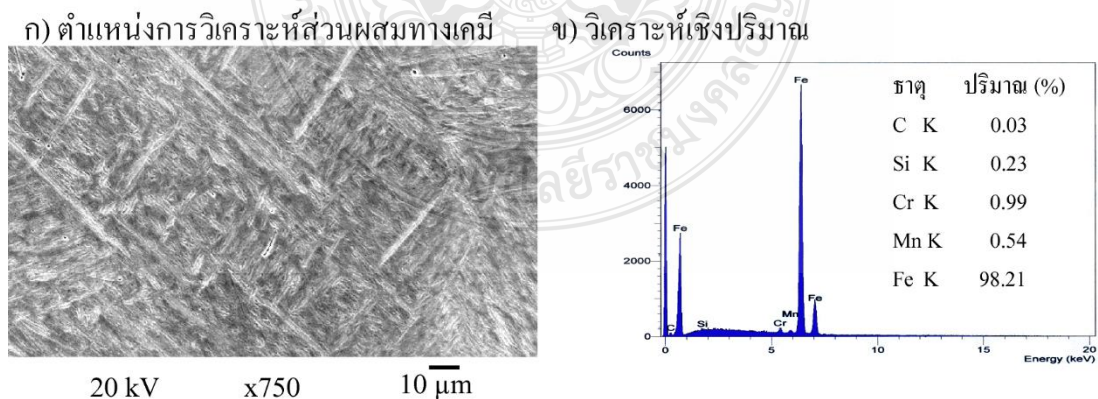 ก) ตำแหน่งการวิเคราะห์ส่วนผสมทางเคมี
ข) วิเคราะห์เชิงปริมาณ
20 kV x750 10 µm
Counts
6000
4000
2000
0
Fe
Fe
C
Si
Cr
Mn
Fe
0 5 10 15 20
Energy (keV)
ธาตุ ปริมาณ (%)
C K 0.03
Si K 0.23
Cr K 0.99
Mn K 0.54
Fe K 98.21